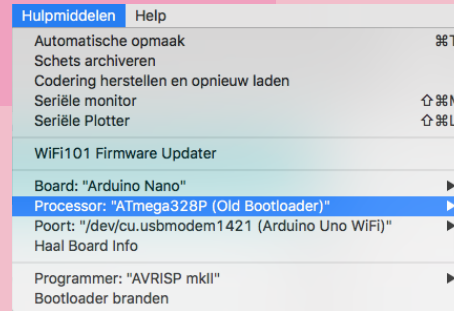 Hulpmiddelen Help
Automatische opmaak ⌘T
Schets archiveren
Codering herstellen en opnieuw laden
Seriële monitor ⇧⌘M
Seriële Plotter ⇧⌘L
WiFi101 Firmware Updater
Board: "Arduino Nano"
Processor: "ATmega328P (Old Bootloader)"
Poort: "/dev/cu.usbmodem1421 (Arduino Uno WiFi)"
Haal Board Info
Programmer: "AVRISP mkII"
Bootloader branden